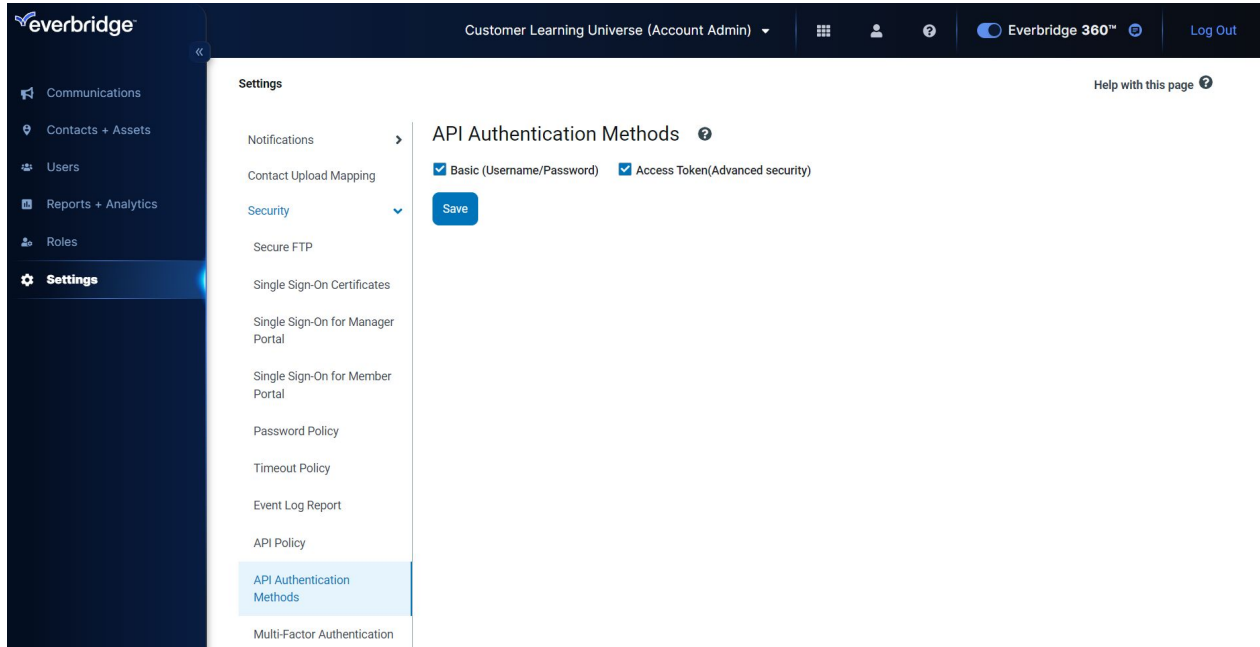 everbridge™
Customer Learning Universe (Account Admin)
Everbridge 360™
Log Out
Communications
Contacts + Assets
Users
Reports + Analytics
Roles
Settings
Settings
Help with this page
Notifications
Contact Upload Mapping
Security
Secure FTP
Single Sign-On Certificates
Single Sign-On for Manager
Portal
Single Sign-On for Member
Portal
Password Policy
Timeout Policy
Event Log Report
API Policy
API Authentication
Methods
Multi-Factor Authentication
API Authentication Methods
Basic (Username/Password)
Access Token(Advanced security)
Save